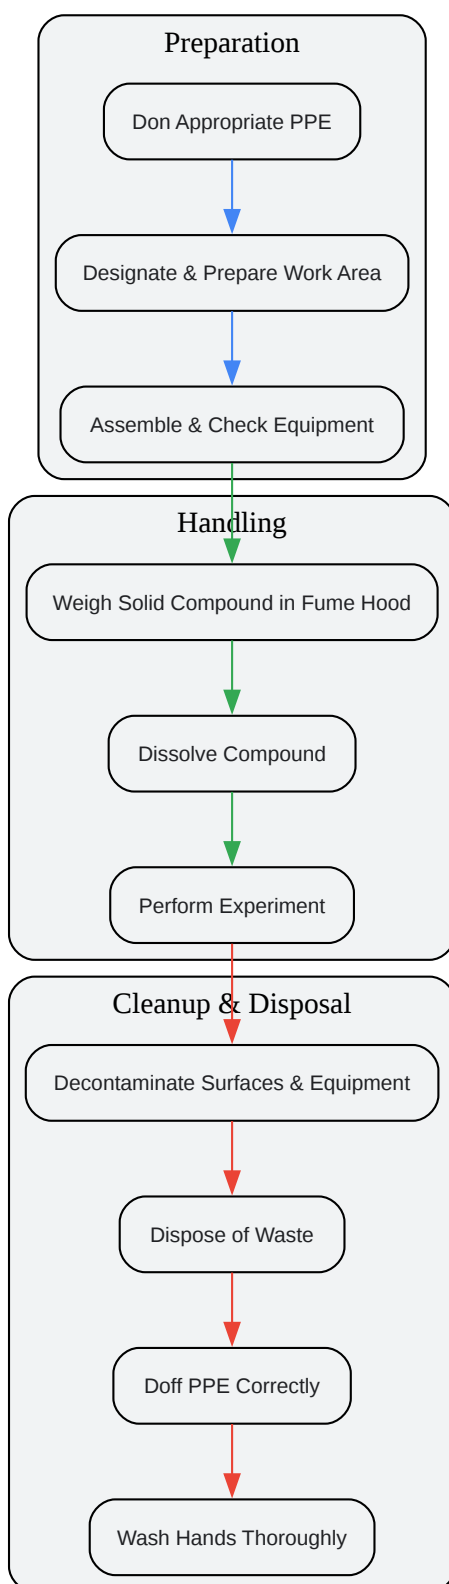 Preparation
Don Appropriate PPE
Designate & Prepare Work Area
Assemble & Check Equipment
Handling
Weigh Solid Compound in Fume Hood
Dissolve Compound
Perform Experiment
Cleanup & Disposal
Decontaminate Surfaces & Equipment
Dispose of Waste
Doff PPE Correctly
Wash Hands Thoroughly